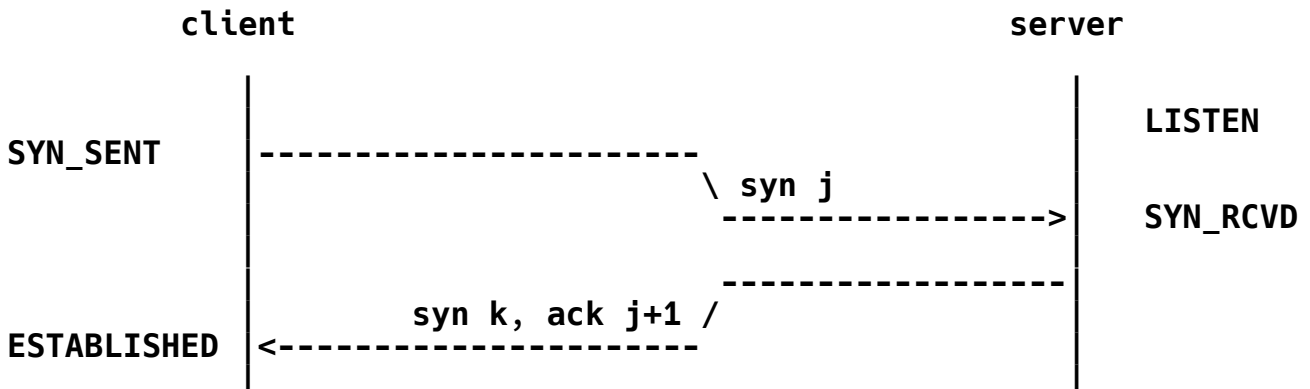 client server
LISTEN
SYN_SENT
\ syn j
SYN_RCVD
syn k, ack j+1 /
ESTABLISHED